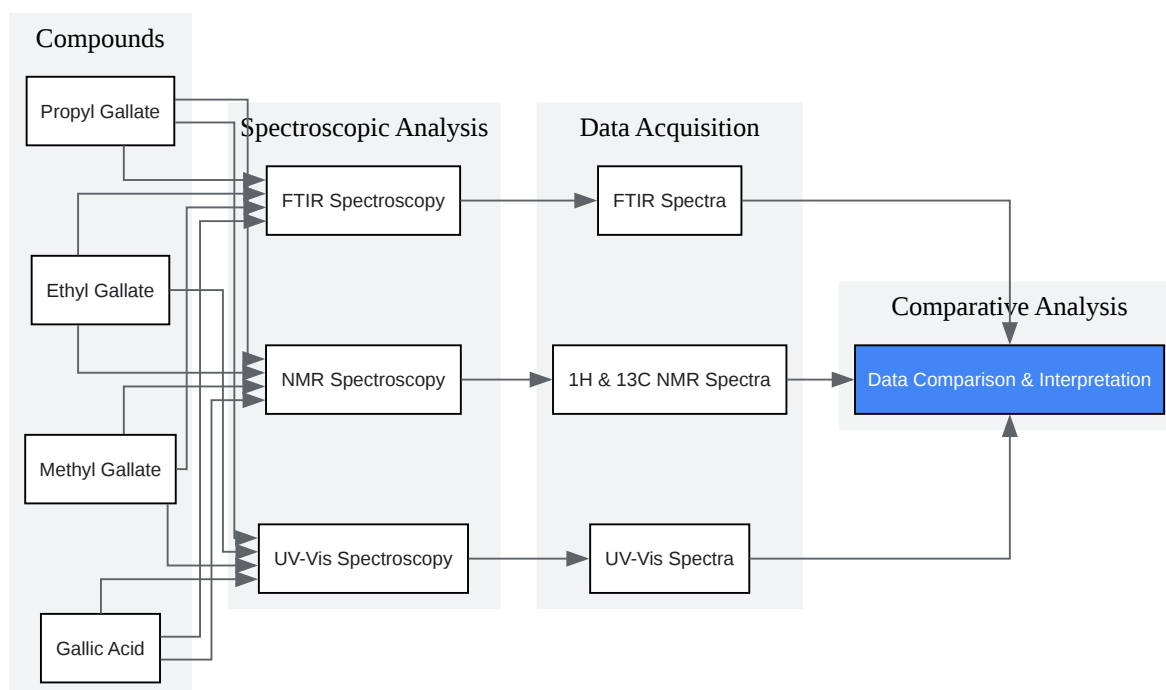 Compounds
Propyl Gallate
Ethyl Gallate
Methyl Gallate
Gallic Acid
Spectroscopic Analysis
FTIR Spectroscopy
NMR Spectroscopy
UV-Vis Spectroscopy
Data Acquisition
FTIR Spectra
1H & 13C NMR Spectra
UV-Vis Spectra
Comparative Analysis
Data Comparison & Interpretation